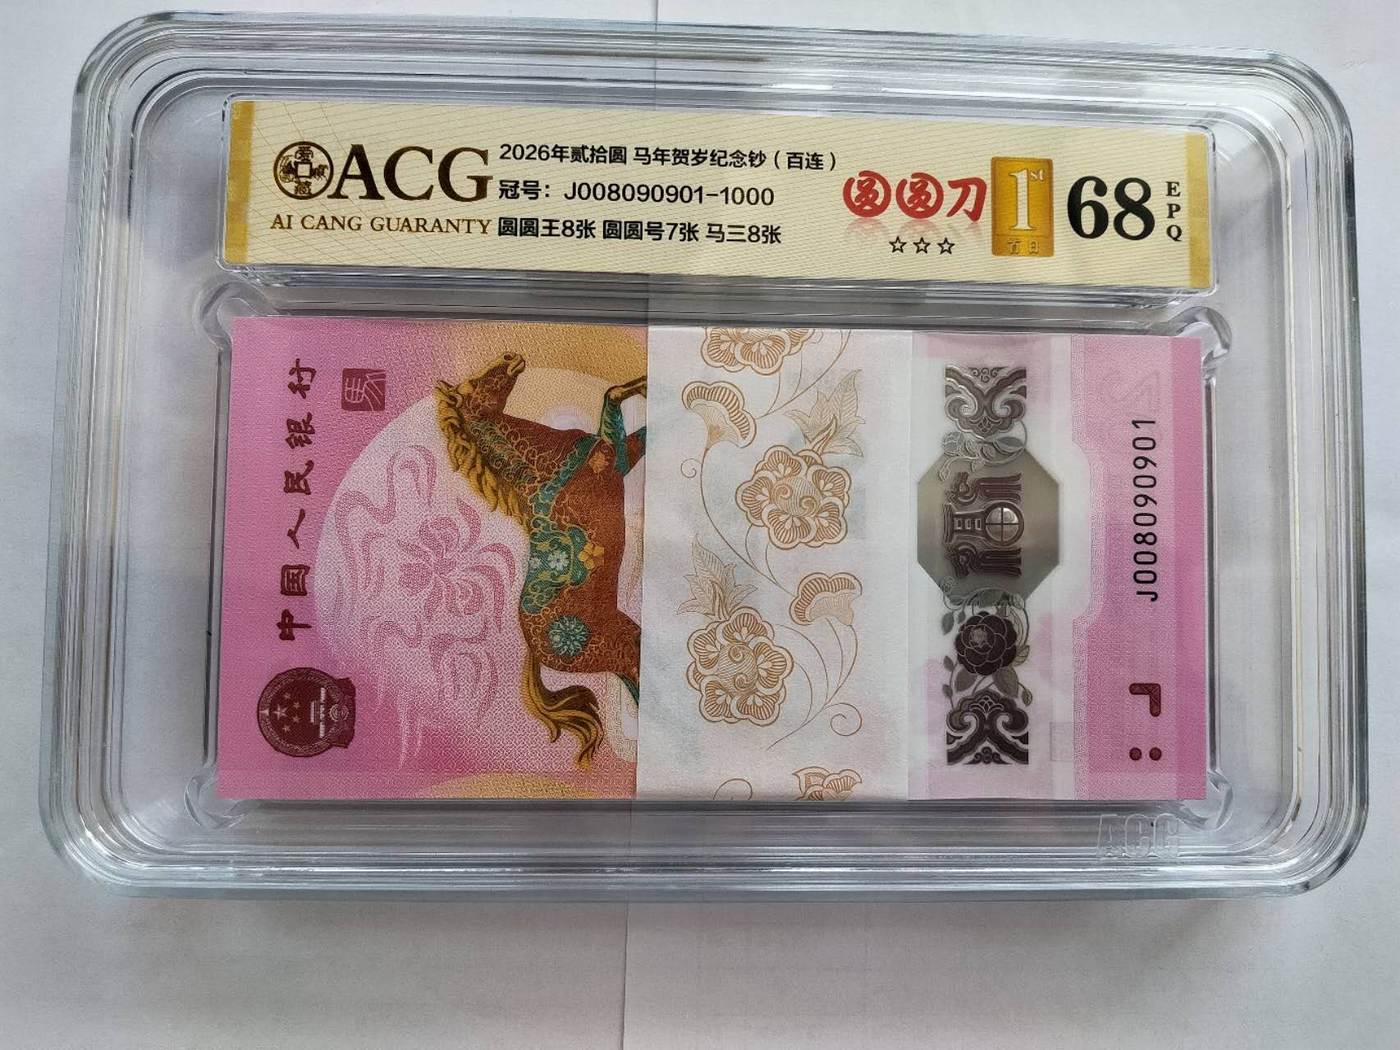 ACG
AI CANG GUARANTY
2026年贰拾圆 马年贺岁纪念钞（百连）
冠号：J008090901-1000
圆圆王8张 圆圆号7张 马三8张
圆圆刀
☆☆☆
1st
首日
68
EPQ
中国人民银行
J008090901
ACG